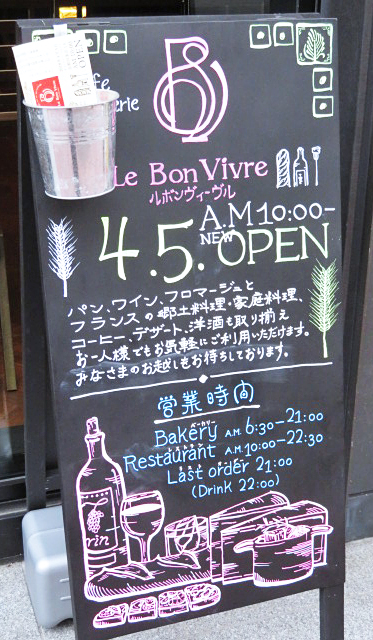 Le Bon Vivre
ルボンヴィーヴル
4.5.
A.M 10:00-
NEW OPEN
パン、ワイン、フロマージュと
フランスの郷土料理・家庭料理、
コーヒー、デザート、洋酒も取り揃え
お一人様でもお気軽にご利用いただけます。
みなさまのお越しをお待ちしております。
営業時間
Bakery A.M. 6:30-21:00
Restaurant A.M. 10:00-22:30
Last order 21:00
(Drink 22:00)